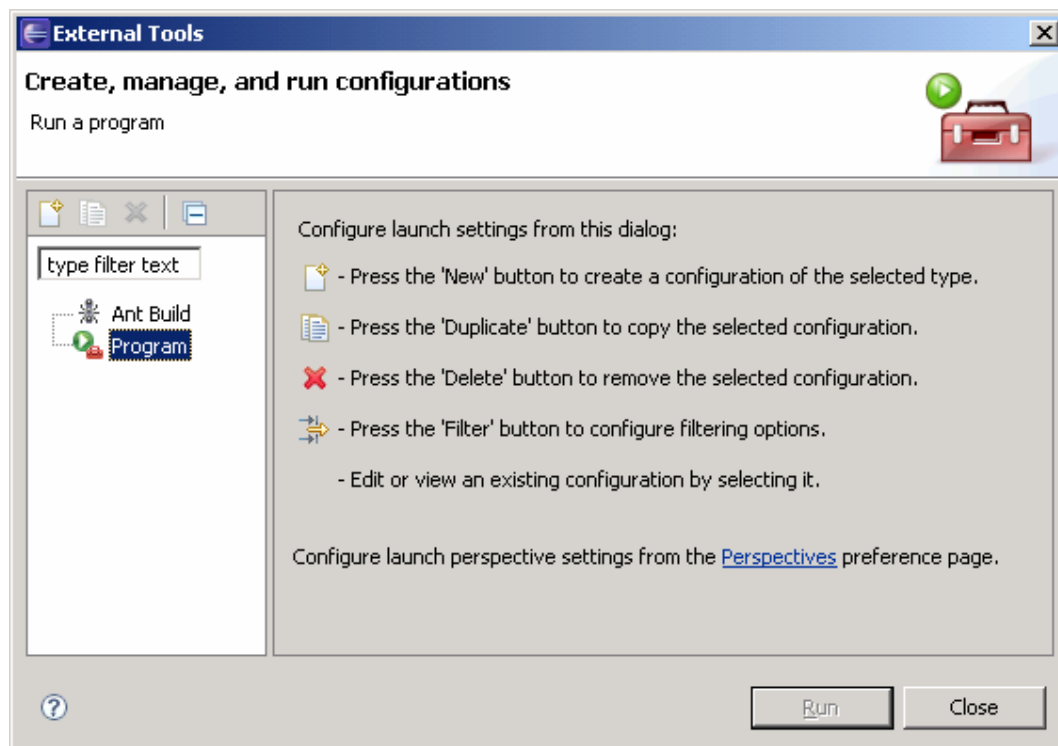 External Tools
Create, manage, and run configurations
Run a program
type filter text
Ant Build
Program
Configure launch settings from this dialog:
- Press the 'New' button to create a configuration of the selected type.
- Press the 'Duplicate' button to copy the selected configuration.
- Press the 'Delete' button to remove the selected configuration.
- Press the 'Filter' button to configure filtering options.
- Edit or view an existing configuration by selecting it.
Configure launch perspective settings from the Perspectives preference page.
?
Run
Close